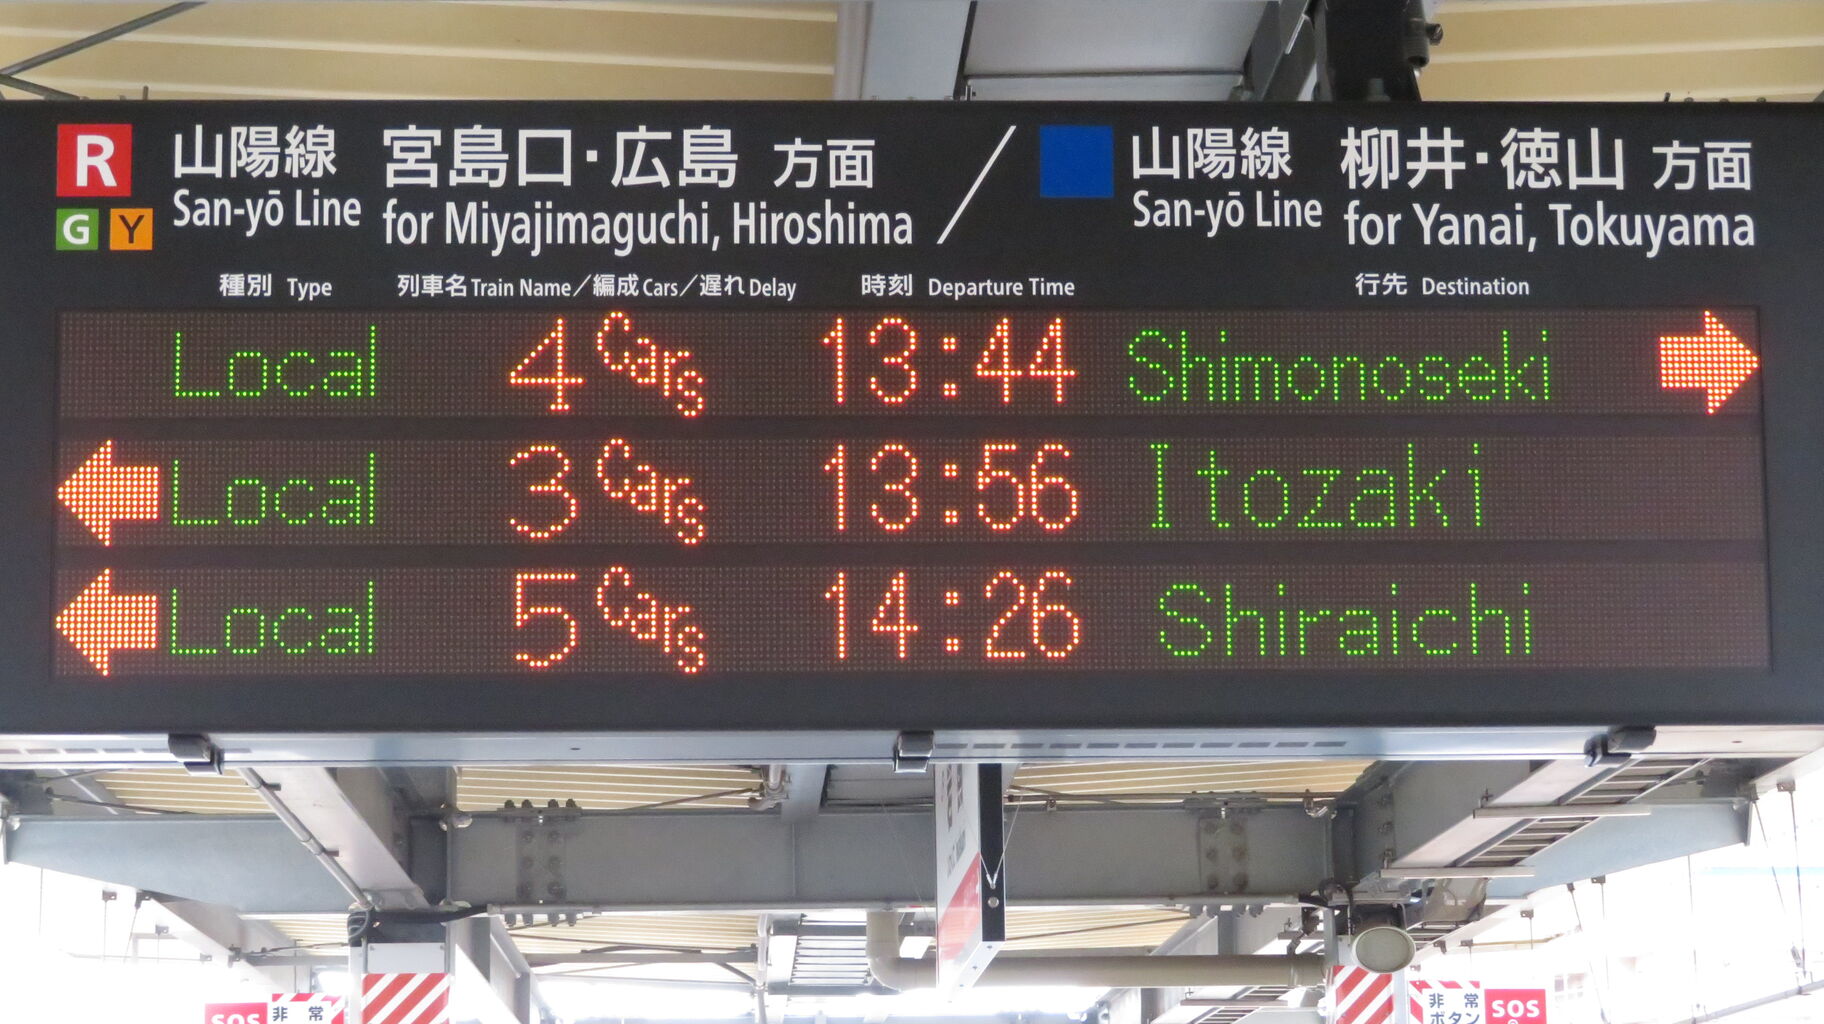 R 山陽線 宮島口・広島 方面 / 山陽線 柳井・徳山 方面
G Y San-yō Line for Miyajimaguchi, Hiroshima San-yō Line for Yanai, Tokuyama
種別 Type 列車名 Train Name/編成 Cars/遅れ Delay 時刻 Departure Time 行先 Destination
Local 4 Cars 13:44 Shimonoseki →
← Local 3 Cars 13:56 Itozaki
← Local 5 Cars 14:26 Shiraichi
SOS 非常 非常 SOS
ボタン